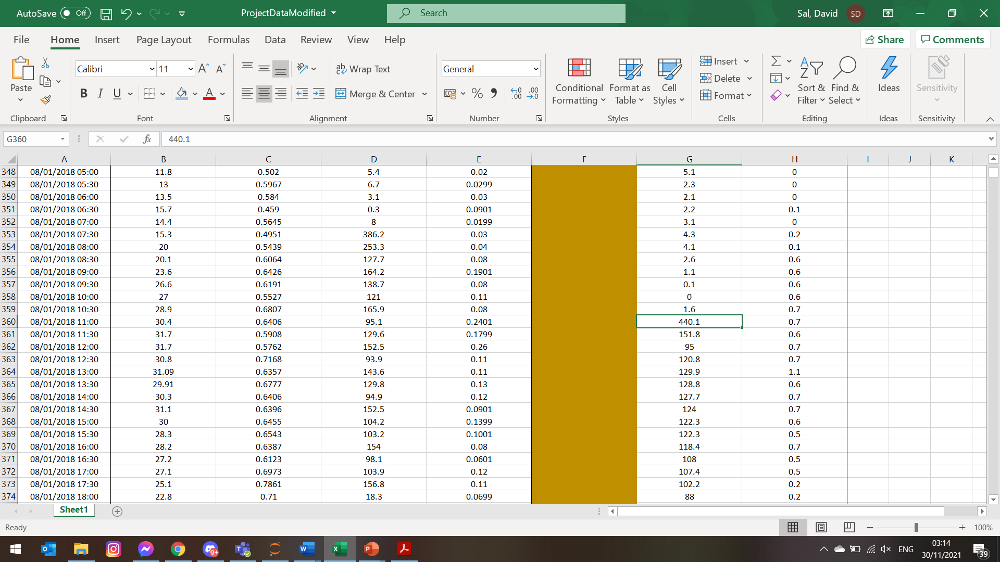 AutoSave Off ProjectDataModified Search Sal, David SD
File Home Insert Page Layout Formulas Data Review View Help Share Comments
Calibri 11 Wrap Text General Insert
Paste Merge & Center Conditional Formatting Format as Table Cell Styles Delete Format Sort & Filter Find & Select Ideas Sensitivity
Clipboard Font Alignment Number Styles Cells Editing Ideas Sensitivity
G360 fx 440.1
A B C D E F G H I J K
348 08/01/2018 05:00 11.8 0.502 5.4 0.02 5.1 0
349 08/01/2018 05:30 13 0.5967 6.7 0.0299 2.3 0
350 08/01/2018 06:00 13.5 0.584 3.1 0.03 2.1 0
351 08/01/2018 06:30 15.7 0.459 0.3 0.0901 2.2 0.1
352 08/01/2018 07:00 14.4 0.5645 8 0.0199 3.1 0
353 08/01/2018 07:30 15.3 0.4951 386.2 0.03 4.3 0.2
354 08/01/2018 08:00 20 0.5439 253.3 0.04 4.1 0.1
355 08/01/2018 08:30 20.1 0.6064 127.7 0.08 2.6 0.6
356 08/01/2018 09:00 23.6 0.6426 164.2 0.1901 1.1 0.6
357 08/01/2018 09:30 26.6 0.6191 138.7 0.08 0.1 0.6
358 08/01/2018 10:00 27 0.5527 121 0.11 0 0.6
359 08/01/2018 10:30 28.9 0.6807 165.9 0.08 1.6 0.7
360 08/01/2018 11:00 30.4 0.6406 95.1 0.2401 440.1 0.7
361 08/01/2018 11:30 31.7 0.5908 129.6 0.1799 151.8 0.6
362 08/01/2018 12:00 31.7 0.5762 152.5 0.26 95 0.7
363 08/01/2018 12:30 30.8 0.7168 93.9 0.11 120.8 0.7
364 08/01/2018 13:00 31.09 0.6357 143.6 0.11 129.9 1.1
365 08/01/2018 13:30 29.91 0.6777 129.8 0.13 128.8 0.6
366 08/01/2018 14:00 30.3 0.6406 94.9 0.12 127.7 0.7
367 08/01/2018 14:30 31.1 0.6396 152.5 0.0901 124 0.7
368 08/01/2018 15:00 30 0.6455 104.2 0.1399 122.3 0.6
369 08/01/2018 15:30 28.3 0.6543 103.2 0.1001 122.3 0.5
370 08/01/2018 16:00 28.2 0.6387 154 0.08 118.4 0.7
371 08/01/2018 16:30 27.2 0.6123 98.1 0.0601 108 0.5
372 08/01/2018 17:00 27.1 0.6973 103.9 0.12 107.4 0.5
373 08/01/2018 17:30 25.1 0.7861 156.8 0.11 102.2 0.2
374 08/01/2018 18:00 22.8 0.71 18.3 0.0699 88 0.2
Sheet1
Ready 100%
ENG 03:14
30/11/2021 39